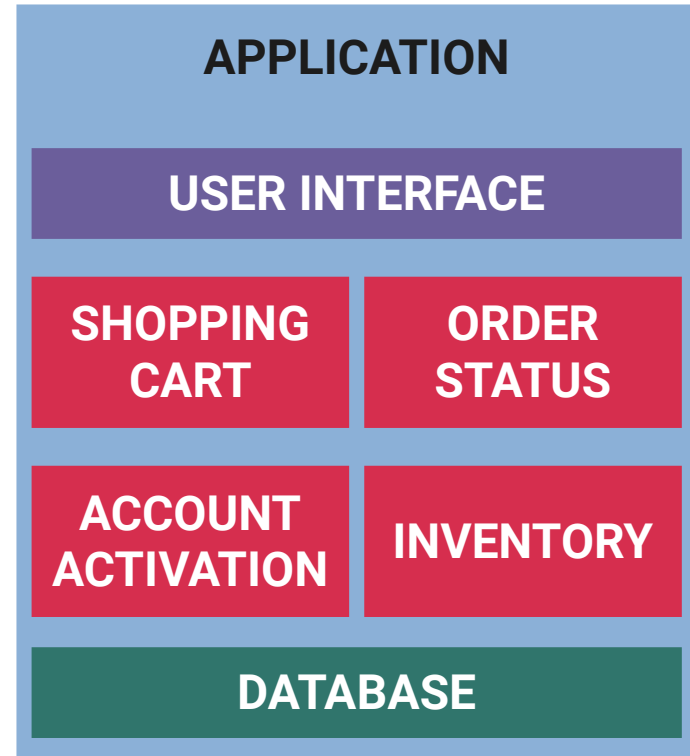 APPLICATION
USER INTERFACE
SHOPPING
CART
ORDER
STATUS
ACCOUNT
ACTIVATION
INVENTORY
DATABASE